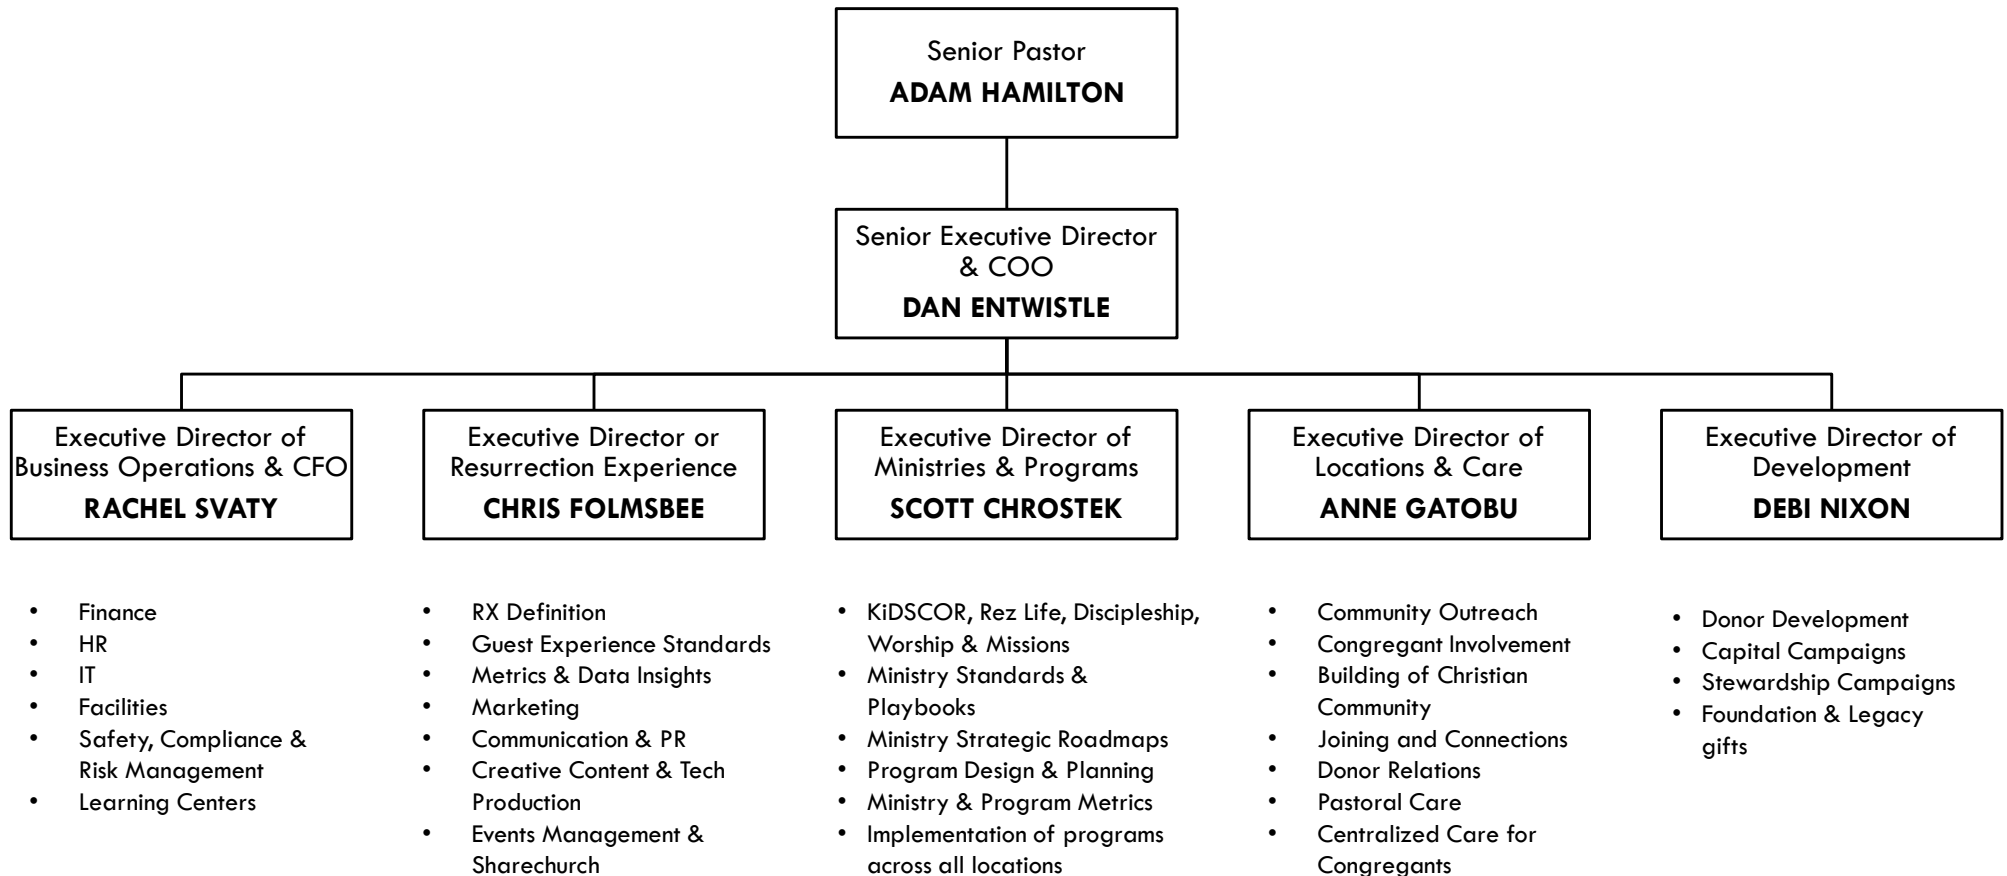 Senior Pastor
ADAM HAMILTON
Senior Executive Director
& COO
DAN ENTWISTLE
Executive Director of
Business Operations & CFO
RACHEL SVATY
Executive Director or
Resurrection Experience
CHRIS FOLMSBEE
Executive Director of
Ministries & Programs
SCOTT CHROSTEK
Executive Director of
Locations & Care
ANNE GATOBU
Executive Director of
Development
DEBI NIXON
• Finance
• HR
• IT
• Facilities
• Safety, Compliance &
Risk Management
• Learning Centers
• RX Definition
• Guest Experience Standards
• Metrics & Data Insights
• Marketing
• Communication & PR
• Creative Content & Tech
Production
• Events Management &
Sharechurch
• KiDSCOR, Rez Life, Discipleship,
Worship & Missions
• Ministry Standards &
Playbooks
• Ministry Strategic Roadmaps
• Program Design & Planning
• Ministry & Program Metrics
• Implementation of programs
across all locations
• Community Outreach
• Congregant Involvement
• Building of Christian
Community
• Joining and Connections
• Donor Relations
• Pastoral Care
• Centralized Care for
Congregants
• Donor Development
• Capital Campaigns
• Stewardship Campaigns
• Foundation & Legacy
gifts